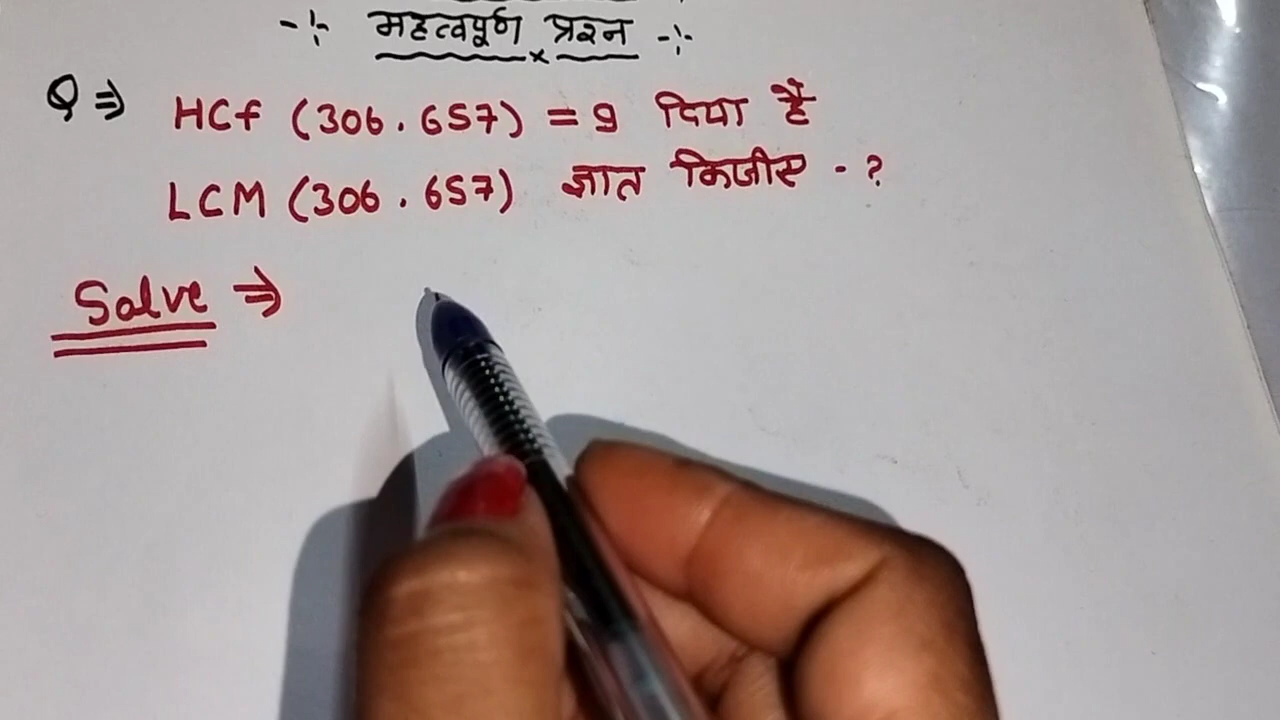 -:- महत्वपूर्ण प्रश्न -:-
Q ⇒ HCf (306.657) = 9 दिया है
LCM (306.657) ज्ञात किजीए - ?
Solve ⇒